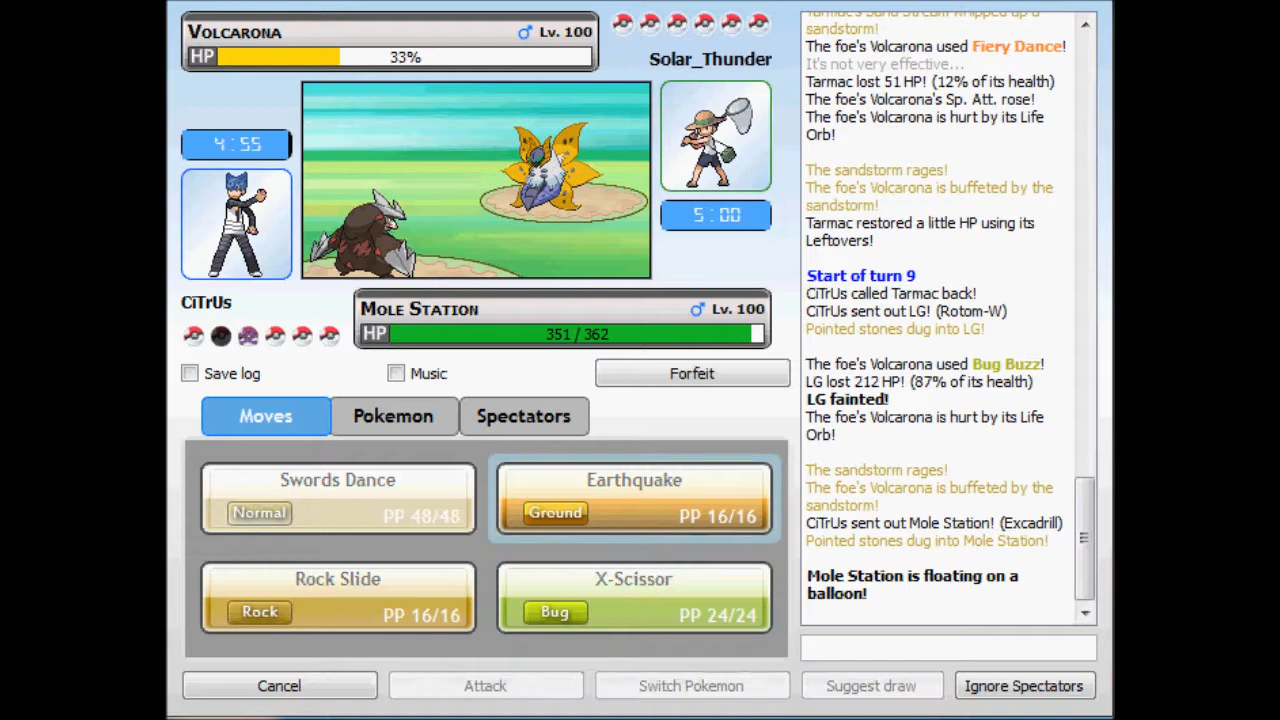 VOLCARONA ♂ Lv. 100
HP 33%
Solar_Thunder
4:55
5:00
CiTrUs
MOLE STATION ♂ Lv. 100
HP 351 / 362
Save log
Music
Forfeit
Moves
Pokemon
Spectators
Swords Dance
Normal PP 48/48
Earthquake
Ground PP 16/16
Rock Slide
Rock PP 16/16
X-Scissor
Bug PP 24/24
Cancel
Attack
Switch Pokemon
Suggest draw
Ignore Spectators
Tarmac's Sand Stream whipped up a
sandstorm!
The foe's Volcarona used Fiery Dance!
It's not very effective...
Tarmac lost 51 HP! (12% of its health)
The foe's Volcarona's Sp. Att. rose!
The foe's Volcarona is hurt by its Life
Orb!
The sandstorm rages!
The foe's Volcarona is buffeted by the
sandstorm!
Tarmac restored a little HP using its
Leftovers!
Start of turn 9
CiTrUs called Tarmac back!
CiTrUs sent out LG! (Rotom-W)
Pointed stones dug into LG!
The foe's Volcarona used Bug Buzz!
LG lost 212 HP! (87% of its health)
LG fainted!
The foe's Volcarona is hurt by its Life
Orb!
The sandstorm rages!
The foe's Volcarona is buffeted by the
sandstorm!
CiTrUs sent out Mole Station! (Excadrill)
Pointed stones dug into Mole Station!
Mole Station is floating on a
balloon!